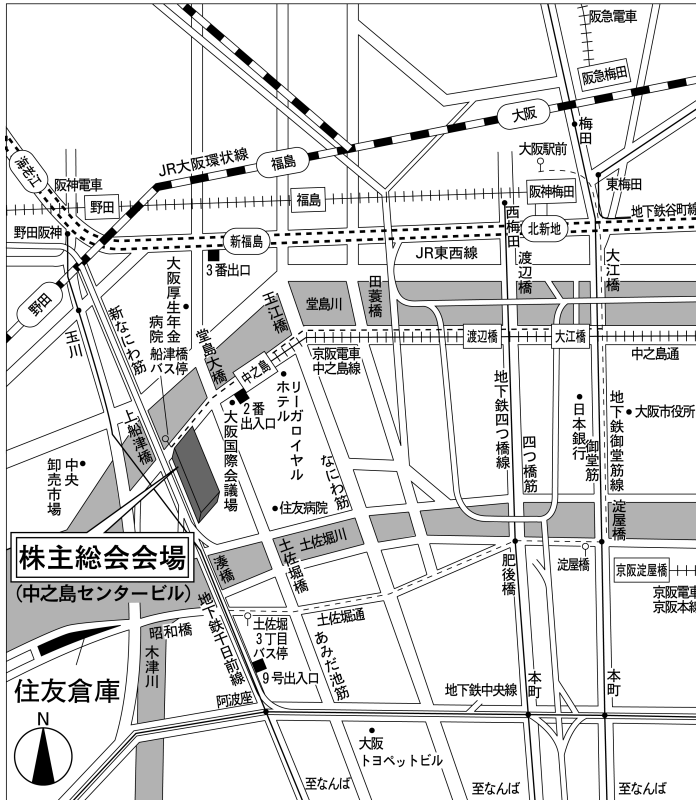 阪急電車
阪急梅田
大阪
梅田
大阪駅前
JR大阪環状線
福島
海老江
阪神電車
野田
福島
阪神梅田
東梅田
地下鉄谷町線
西梅田
北新地
野田阪神
新福島
3番出口
JR東西線
渡辺橋
大江橋
大阪厚生年金
病院
船津橋
バス停
野田
玉川
新なにわ筋
堂島大橋
玉江橋
堂島川
田蓑橋
渡辺橋
大江橋
中之島
京阪電車
中之島線
中之島通
2番
出入口
リーガロイヤル
ホテル
大阪国際会議場
地下鉄四つ橋線
四つ橋筋
日本銀行
御堂筋
地下鉄御堂筋線
大阪市役所
上船津橋
中央
卸売市場
なにわ筋
住友病院
淀屋橋
株主総会会場
(中之島センタービル)
湊橋
土佐堀橋
土佐堀川
肥後橋
淀屋橋
京阪淀屋橋
京阪電車
京阪本線
昭和橋
木津川
地下鉄千日前線
土佐堀
3丁目
バス停
土佐堀通
あみだ池筋
9号出入口
住友倉庫
阿波座
地下鉄中央線
本町
本町
N
大阪
トヨペットビル
至なんば
至なんば
至なんば